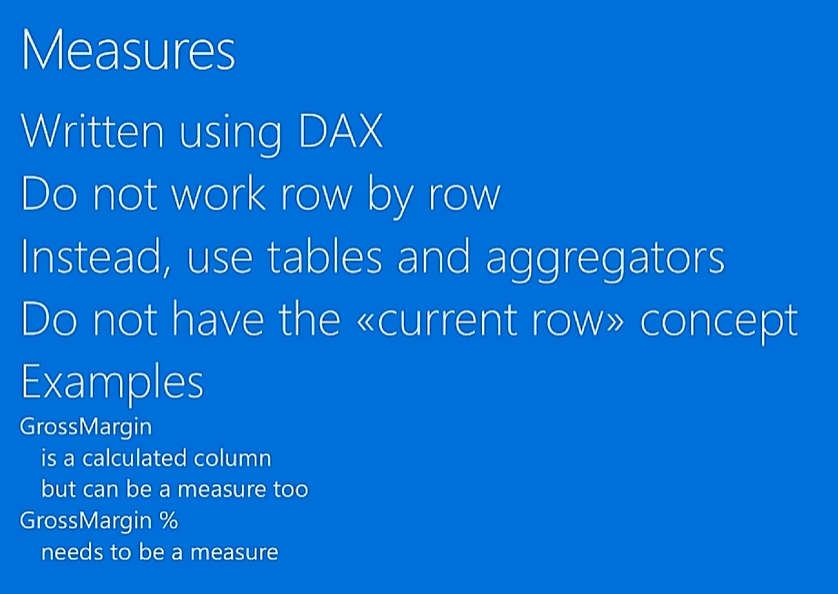 Measures
Written using DAX
Do not work row by row
Instead, use tables and aggregators
Do not have the «current row» concept
Examples
GrossMargin
is a calculated column
but can be a measure too
GrossMargin %
needs to be a measure